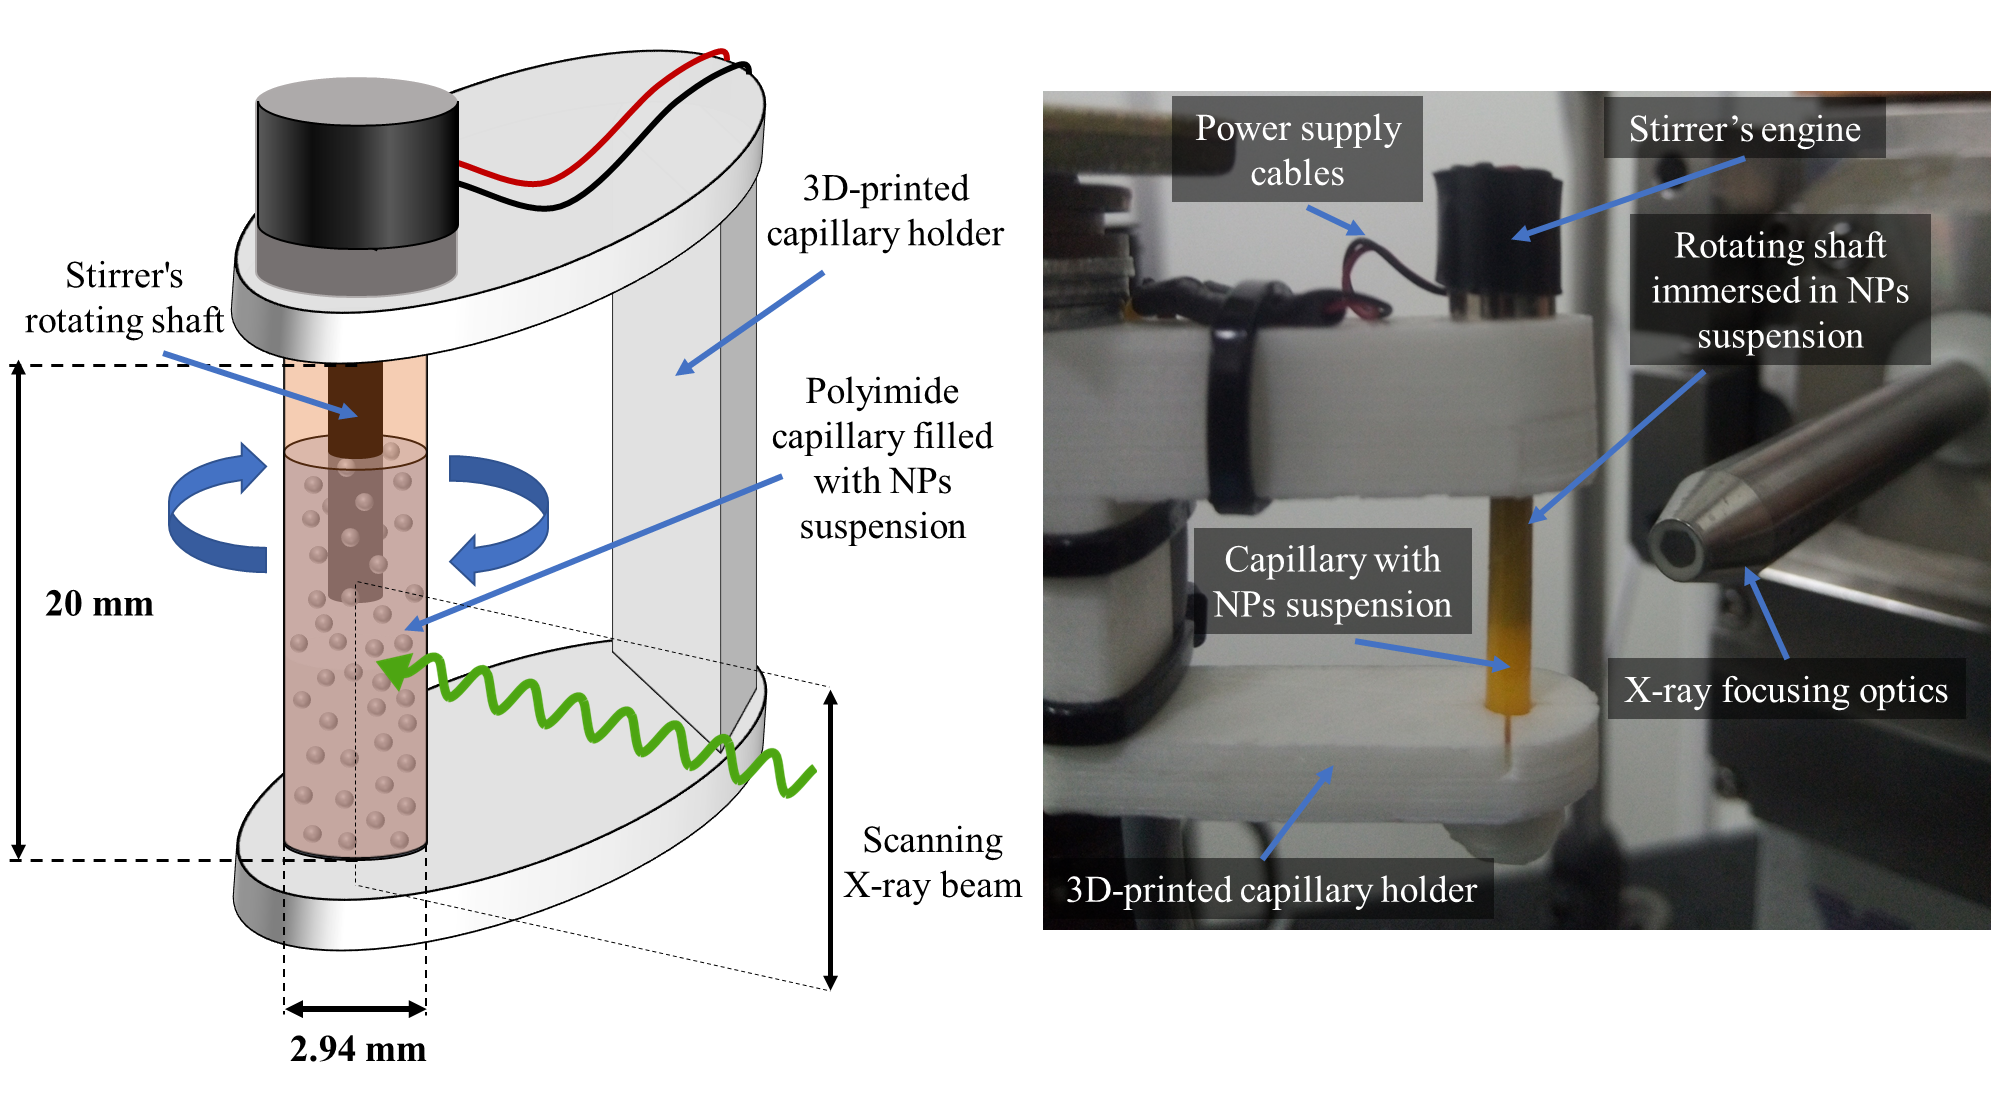 Stirrer's
rotating shaft
3D-printed
capillary holder
Polyimide
capillary filled
with NPs
suspension
20 mm
Scanning
X-ray beam
2.94 mm
Power supply
cables
Stirrer’s engine
Rotating shaft
immersed in NPs
suspension
Capillary with
NPs suspension
X-ray focusing optics
3D-printed capillary holder